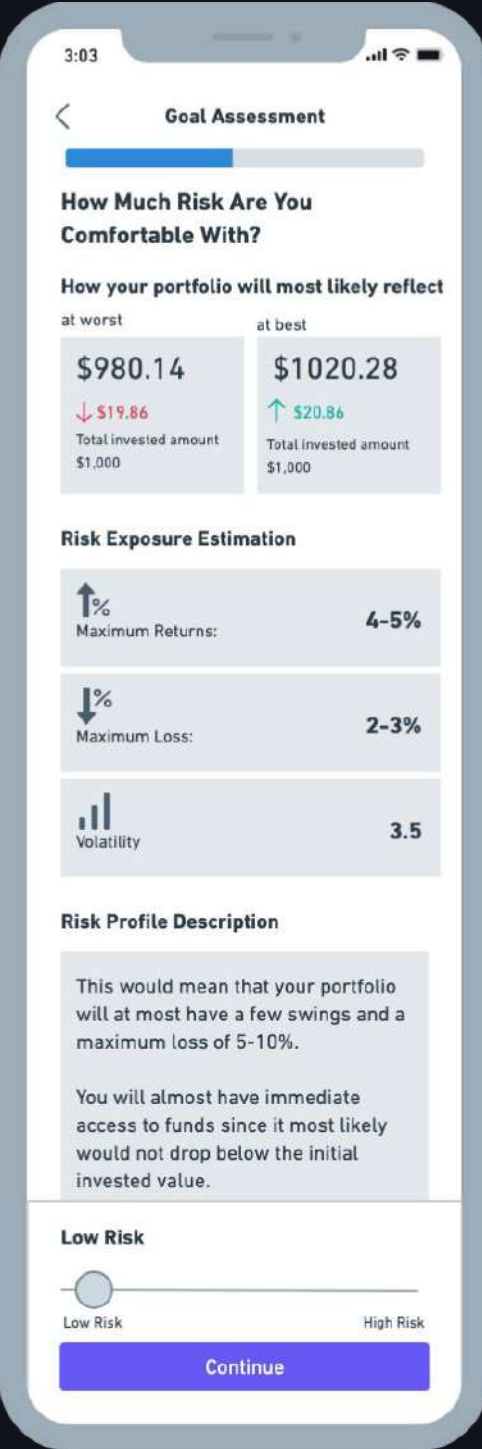 3:03
Goal Assessment
How Much Risk Are You
Comfortable With?
How your portfolio will most likely reflect
at worst
at best
$980.14
$1020.28
↓ $19.86
↑ $20.86
Total invested amount
$1,000
Total invested amount
$1,000
Risk Exposure Estimation
%
Maximum Returns:
4-5%
%
Maximum Loss:
2-3%
Volatility
3.5
Risk Profile Description
This would mean that your portfolio
will at most have a few swings and a
maximum loss of 5-10%.
You will almost have immediate
access to funds since it most likely
would not drop below the initial
invested value.
Low Risk
Low Risk
High Risk
Continue